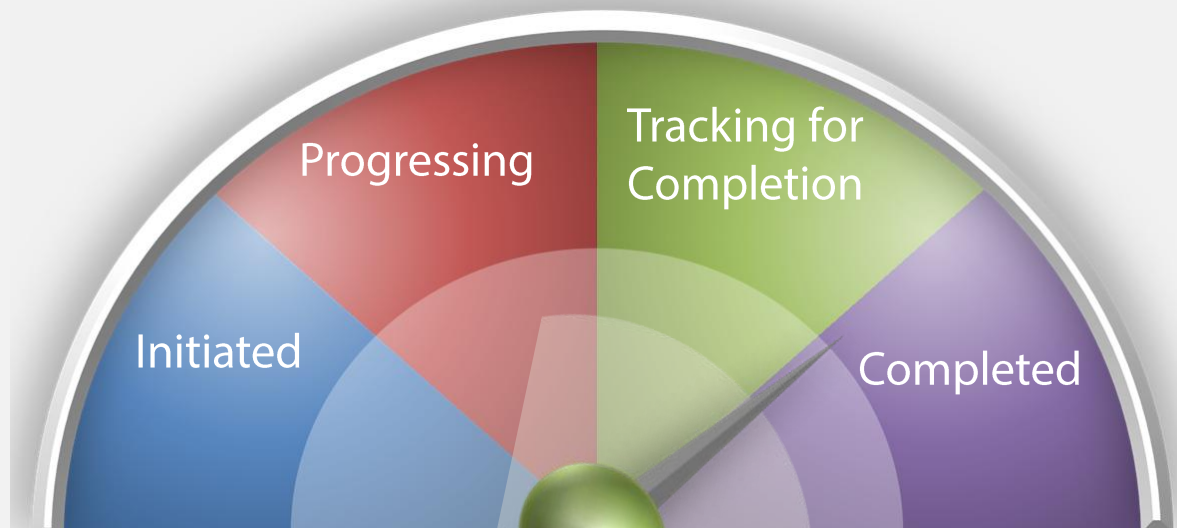 Initiated
Progressing
Tracking for
Completion
Completed